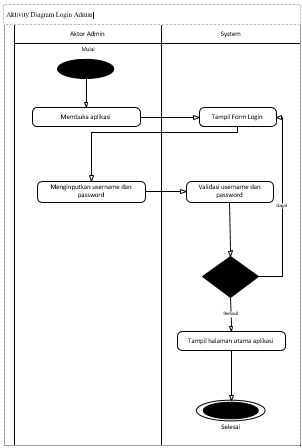 Aktivity Diagram Login Admin
Aktor Admin
System
Mulai
Membuka aplikasi
Tampil Form Login
Menginputkan username dan
password
Validasi username dan
password
Gagal
Berhasil
Tampil halaman utama aplikasi
Selesai